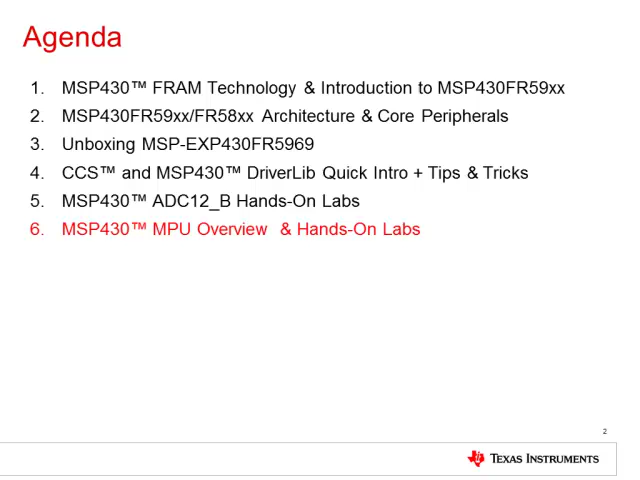 Agenda
1. MSP430™ FRAM Technology & Introduction to MSP430FR59xx
2. MSP430FR59xx/FR58xx Architecture & Core Peripherals
3. Unboxing MSP-EXP430FR5969
4. CCS™ and MSP430™ DriverLib Quick Intro + Tips & Tricks
5. MSP430™ ADC12_B Hands-On Labs
6. MSP430™ MPU Overview & Hands-On Labs
2
TEXAS INSTRUMENTS